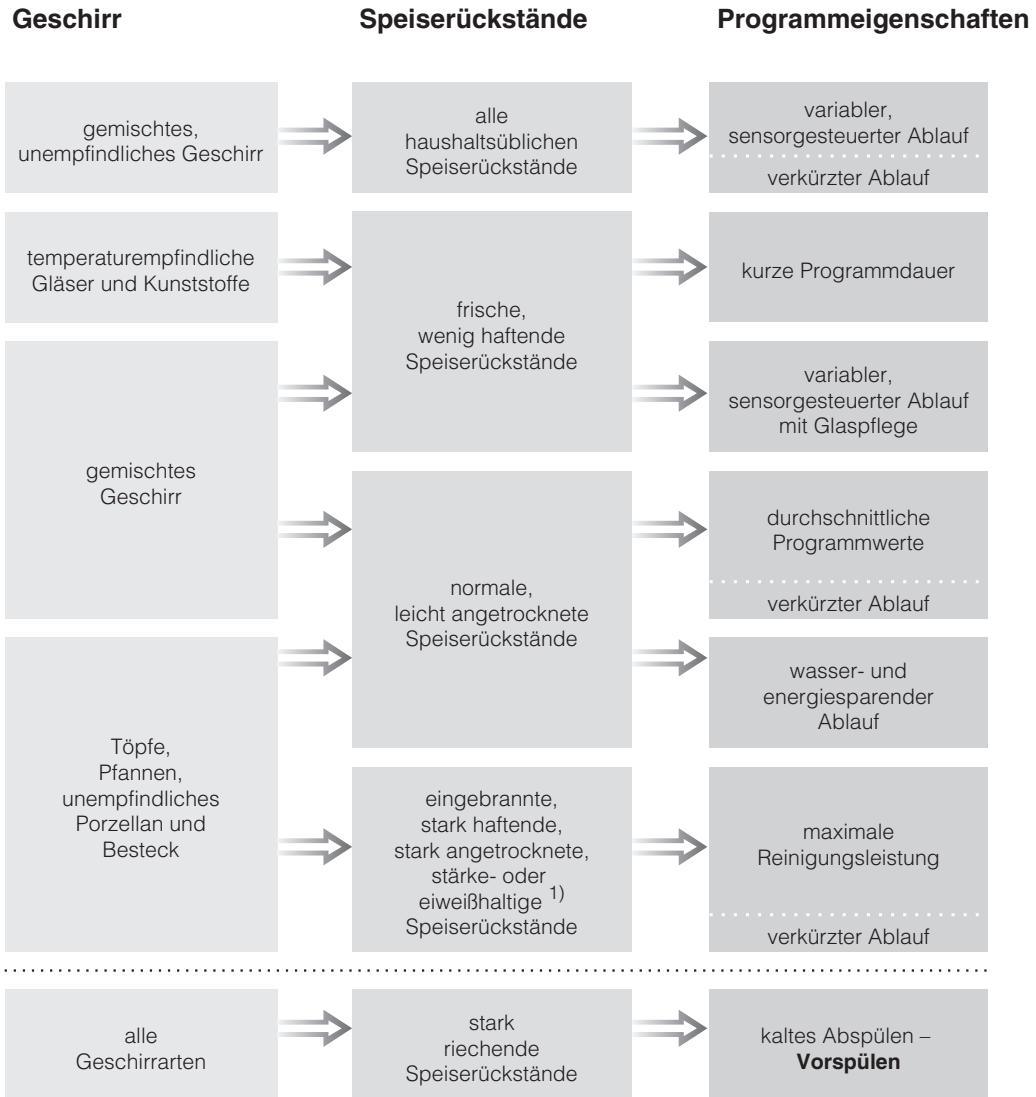 Geschirr
Speiserückstände
Programmeigenschaften
gemischtes,
unempfindliches Geschirr
alle
haushaltsüblichen
Speiserückstände
variabler,
sensorgesteuerter Ablauf
verkürzter Ablauf
temperaturempfindliche
Gläser und Kunststoffe
frische,
wenig haftende
Speiserückstände
kurze Programmdauer
variabler,
sensorgesteuerter Ablauf
mit Glaspflege
gemischtes
Geschirr
normale,
leicht angetrocknete
Speiserückstände
durchschnittliche
Programmwerte
verkürzter Ablauf
wasser- und
energiesparender
Ablauf
Töpfe,
Pfannen,
unempfindliches
Porzellan und
Besteck
eingebrannte,
stark haftende,
stark angetrocknete,
stärke- oder
eiweißhaltige 1)
Speiserückstände
maximale
Reinigungsleistung
verkürzter Ablauf
alle
Geschirrarten
stark
riechende
Speiserückstände
kaltes Abspülen –
Vorspülen